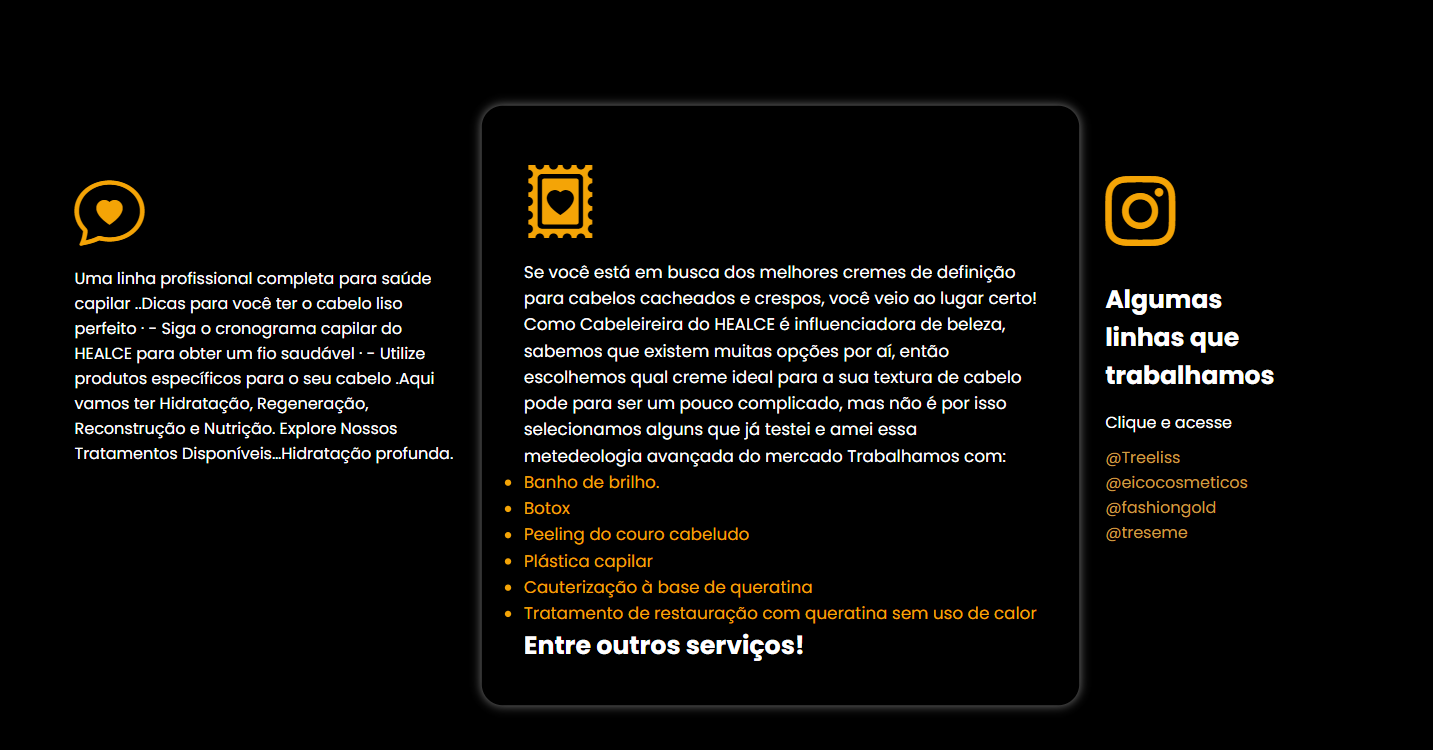 Uma linha profissional completa para saúde
capilar ..Dicas para você ter o cabelo liso
perfeito · - Siga o cronograma capilar do
HEALCE para obter um fio saudável · - Utilize
produtos específicos para o seu cabelo .Aqui
vamos ter Hidratação, Regeneração,
Reconstrução e Nutrição. Explore Nossos
Tratamentos Disponíveis...Hidratação profunda.
Se você está em busca dos melhores cremes de definição
para cabelos cacheados e crespos, você veio ao lugar certo!
Como Cabeleireira do HEALCE é influenciadora de beleza,
sabemos que existem muitas opções por aí, então
escolhemos qual creme ideal para a sua textura de cabelo
pode para ser um pouco complicado, mas não é por isso
selecionamos alguns que já testei e amei essa
metedeologia avançada do mercado Trabalhamos com:
• Banho de brilho.
• Botox
• Peeling do couro cabeludo
• Plástica capilar
• Cauterização à base de queratina
• Tratamento de restauração com queratina sem uso de calor
Entre outros serviços!
Algumas
linhas que
trabalhamos
Clique e acesse
@Treeliss
@eicocosmeticos
@fashiongold
@treseme